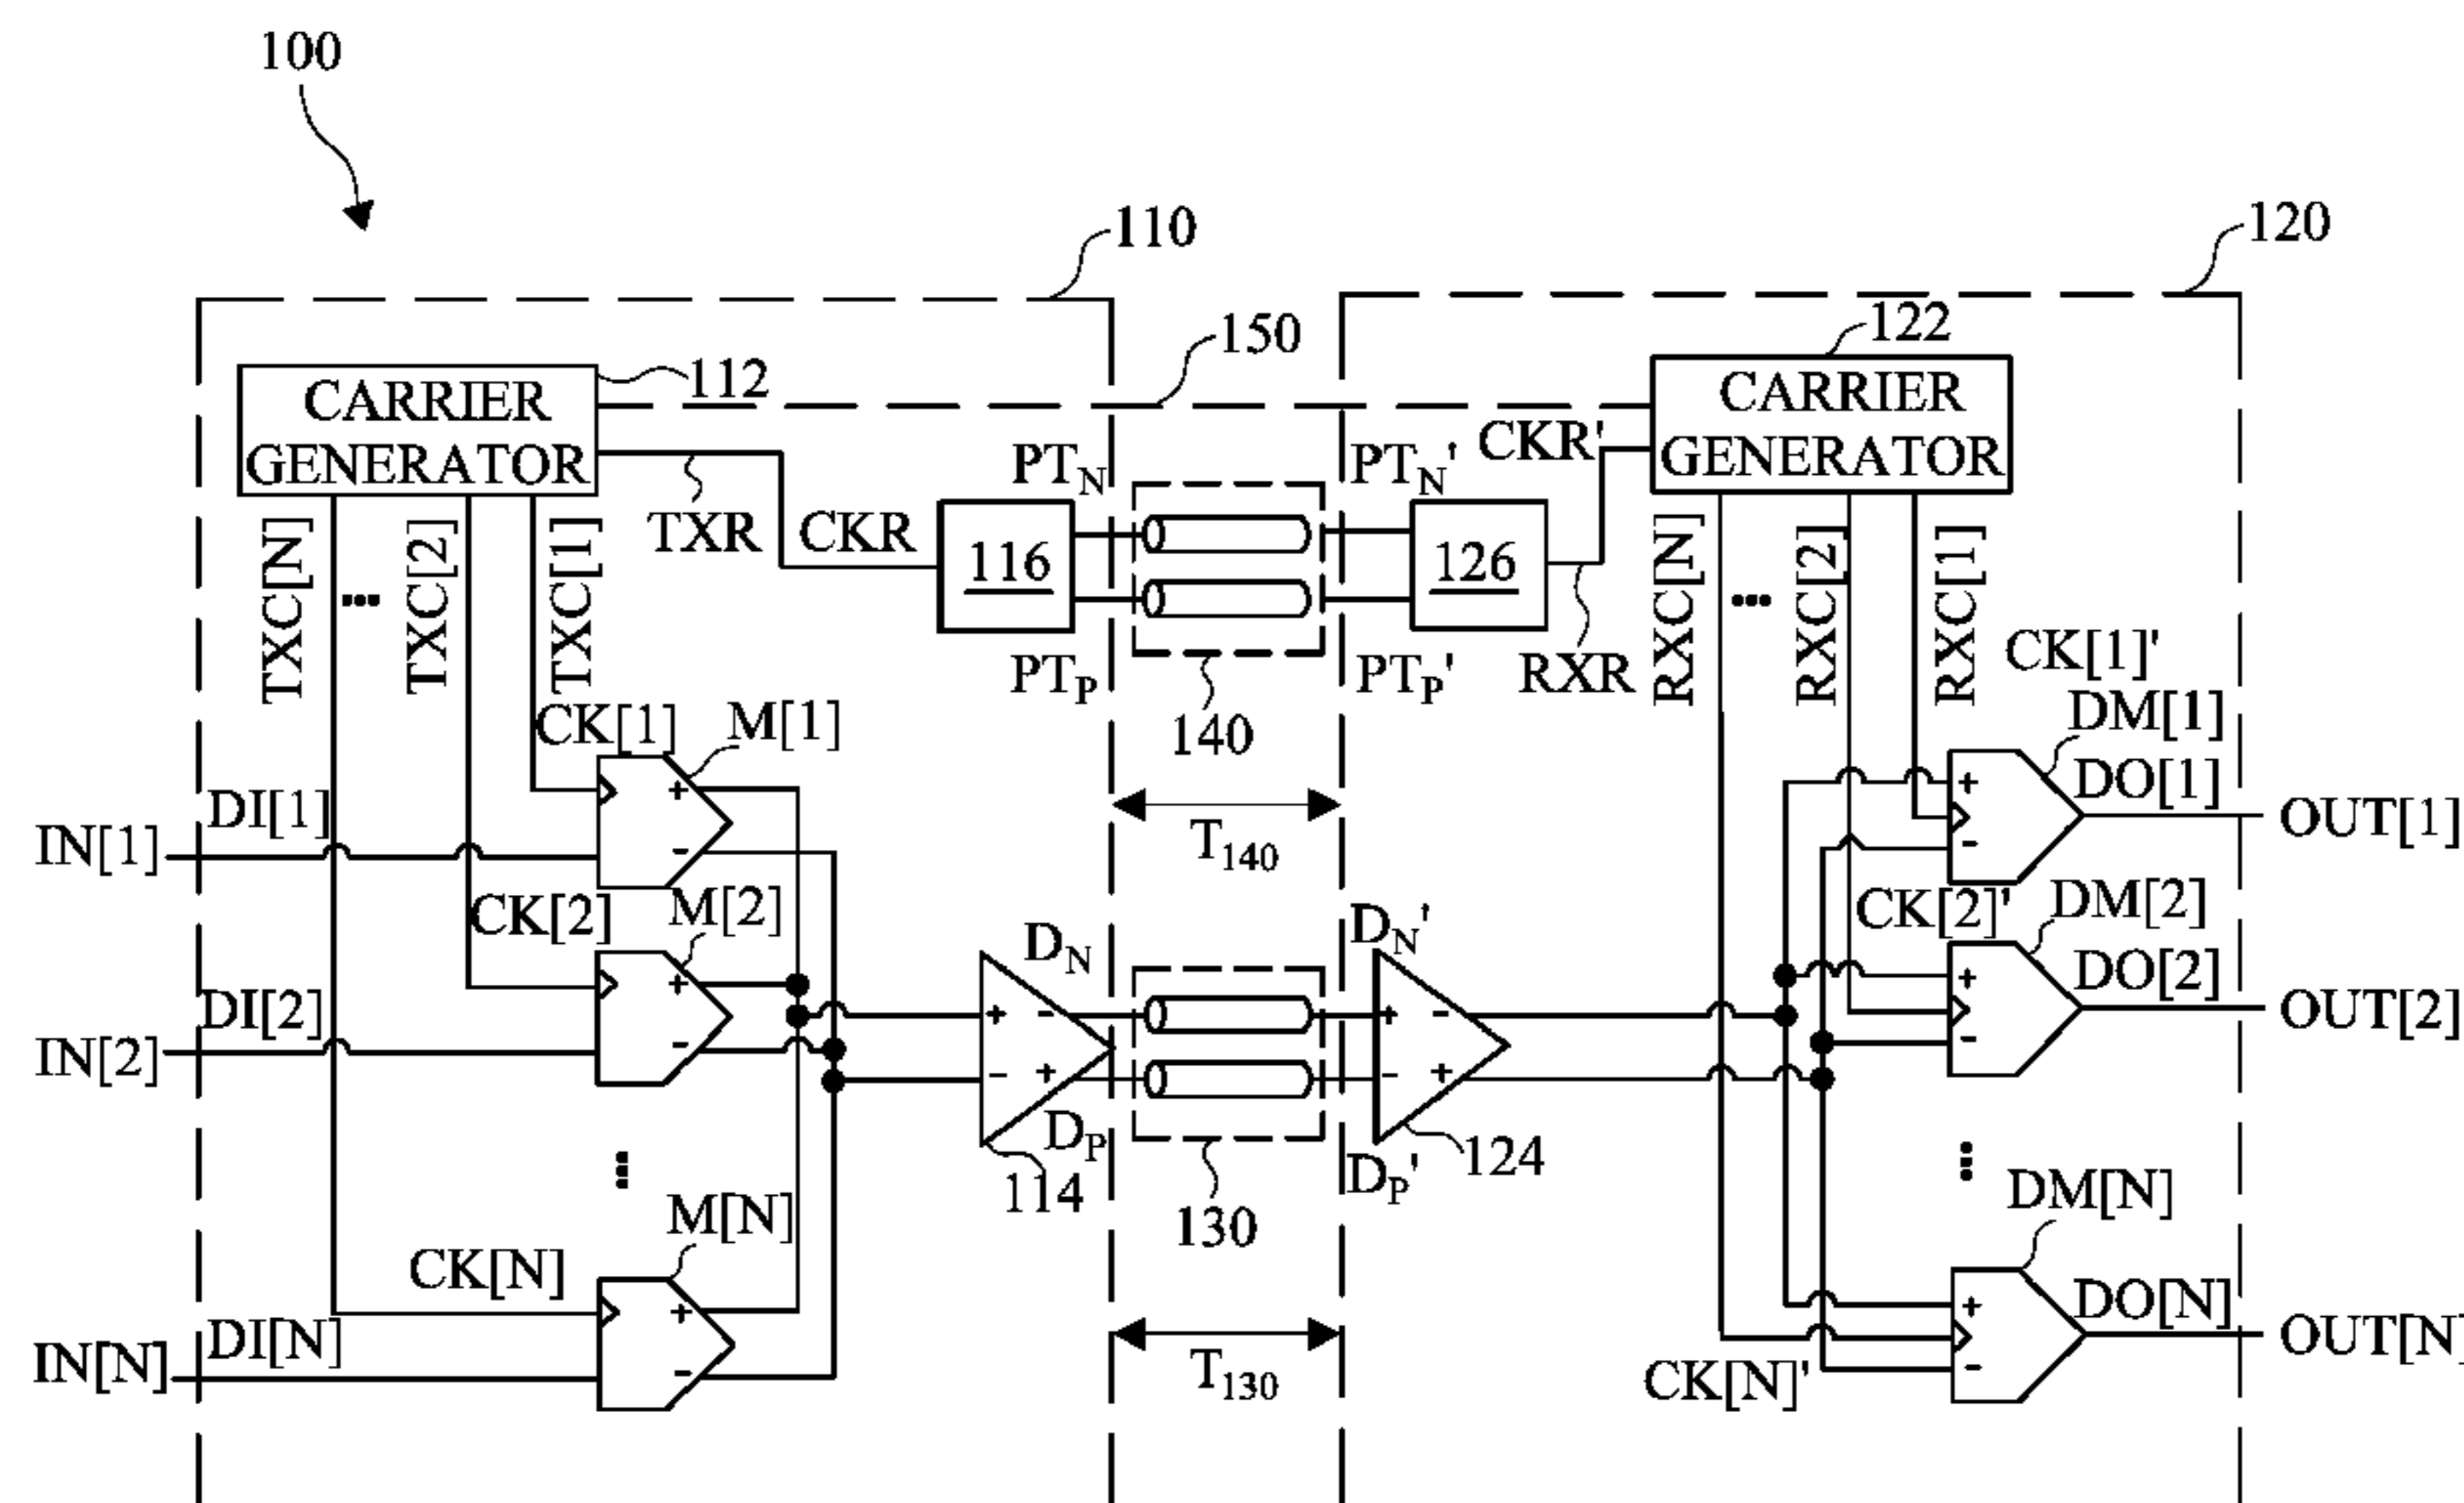 100
110
120
150
122
112
CARRIER
GENERATOR
CARRIER
GENERATOR
CKR'
PT_N
PT_N'
TXR
CKR
116
126
TXC[N]
...
TXC[2]
TXC[1]
RXC[N]
...
RXC[2]
RXC[1]
PT_P
PT_P'
RXR
140
CK[1]'
DM[1]
CK[1]
M[1]
+
-
+
-
DI[1]
IN[1]
DO[1]
OUT[1]
T_140
CK[2]
M[2]
+
-
CK[2]'
DM[2]
+
-
D_N
D_N'
DI[2]
IN[2]
DO[2]
OUT[2]
+
-
-
+
+
-
-
+
D_P
D_P'
114
124
130
...
...
M[N]
DM[N]
CK[N]
+
-
+
-
DI[N]
IN[N]
DO[N]
OUT[N]
T_130
CK[N]'